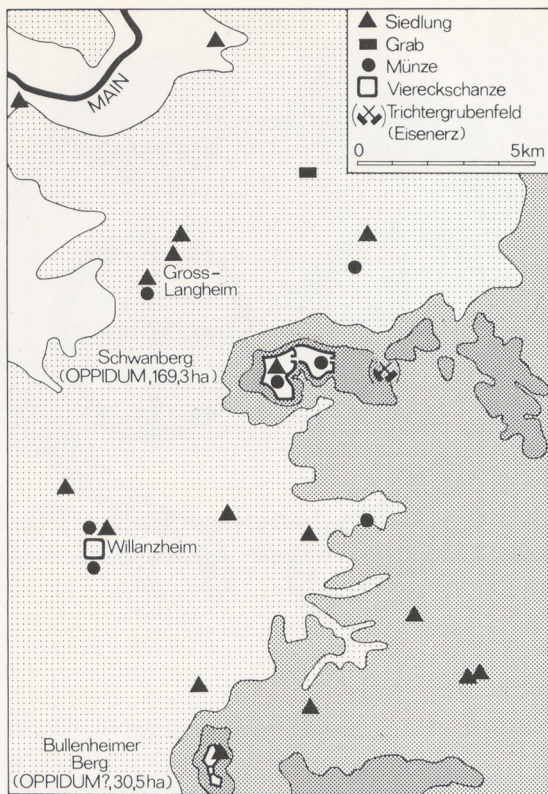 Siedlung
Grab
Münze
Viereckschanze
Trichtergrubenfeld
(Eisenerz)
0 5km
MAIN
Gross-
Langheim
Schwanberg
(OPPIDUM, 169,3 ha)
Willanzheim
Bullenheimer
Berg
(OPPIDUM?, 30,5 ha)